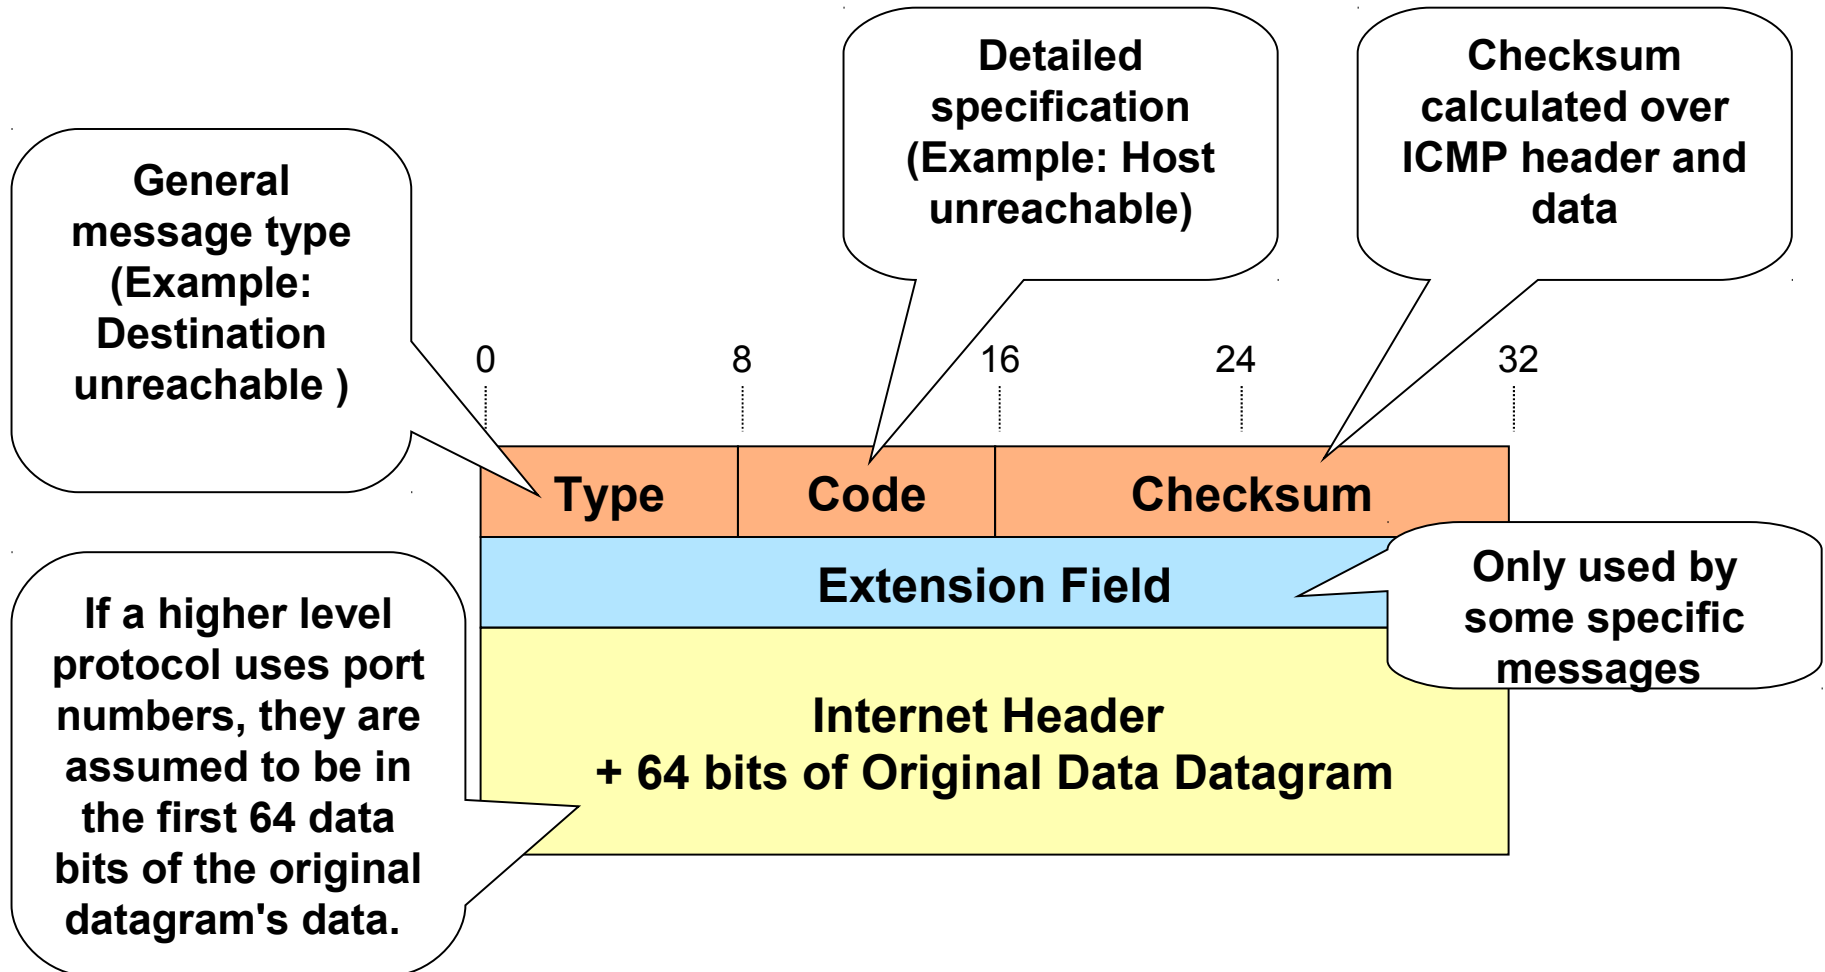 Detailed
specification
(Example: Host
unreachable)
Checksum
calculated over
ICMP header and
data
General
message type
(Example:
Destination
unreachable )
0 8 16 24 32
Type Code Checksum
Extension Field
Only used by
some specific
messages
Internet Header
+ 64 bits of Original Data Datagram
If a higher level
protocol uses port
numbers, they are
assumed to be in
the first 64 data
bits of the original
datagram's data.